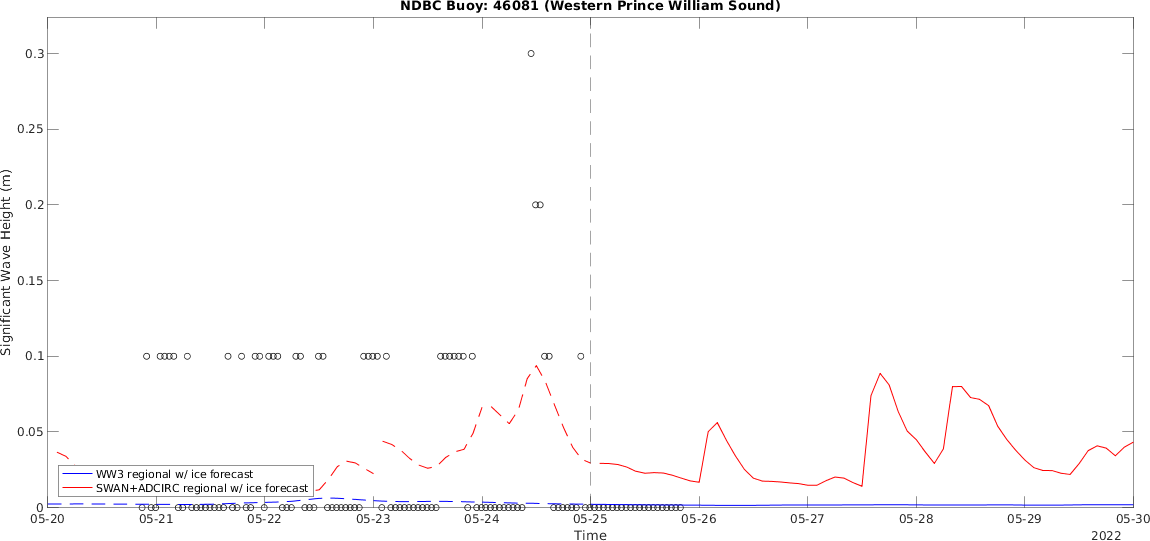 NDBC Buoy: 46081 (Western Prince William Sound)
0.3
0.25
0.2
0.15
0.1
0.05
0
Significant Wave Height (m)
WW3 regional w/ ice forecast
SWAN+ADCIRC regional w/ ice forecast
05-20 05-21 05-22 05-23 05-24 05-25 05-26 05-27 05-28 05-29 05-30
Time
2022